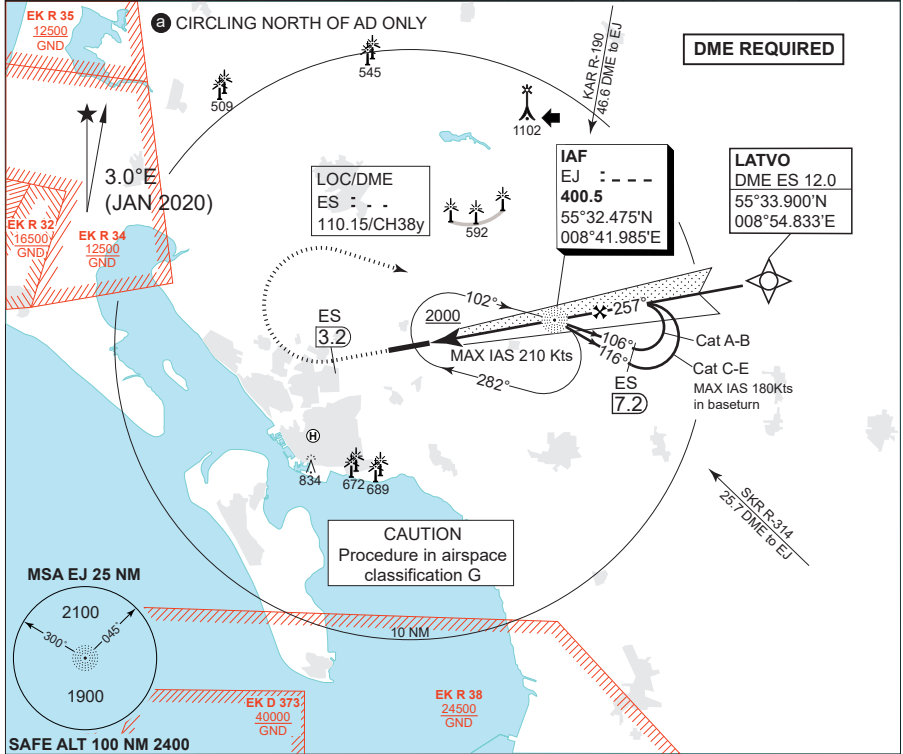 EK R 35
12500
GND
a CIRCLING NORTH OF AD ONLY
DME REQUIRED
KAR R-190
46.6 DME to EJ
545
509
1102
3.0°E
(JAN 2020)
EK R 32
16500
GND
EK R 34
12500
GND
LOC/DME
ES : - -
110.15/CH38y
592
IAF
EJ : - - - -
400.5
55°32.475'N
008°41.985'E
LATVO
DME ES 12.0
55°33.900'N
008°54.833'E
102°
2000
257°
ES
3.2
MAX IAS 210 Kts
282°
106°
116°
ES
7.2
Cat A-B
Cat C-E
MAX IAS 180Kts
in baseturn
H
834
672
689
SKR R-314
25.7 DME to EJ
CAUTION
Procedure in airspace
classification G
MSA EJ 25 NM
2100
300°
045°
1900
SAFE ALT 100 NM 2400
10 NM
EK D 373
40000
GND
EK R 38
24500
GND